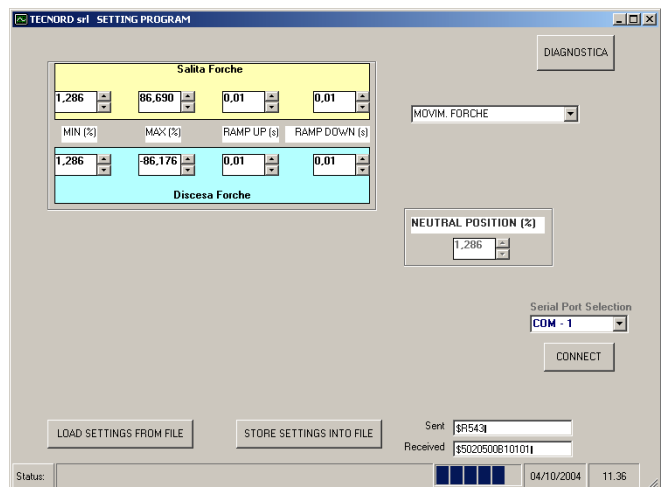 TECNORD srl SETTING PROGRAM
DIAGNOSTICA
Salita Forche
1,286 86,690 0,01 0,01
MOVIM. FORCHE
MIN (%) MAX (%) RAMP UP (s) RAMP DOWN (s)
1,286 -86,176 0,01 0,01
Discesa Forche
NEUTRAL POSITION (%)
1,286
Serial Port Selection
COM - 1
CONNECT
LOAD SETTINGS FROM FILE STORE SETTINGS INTO FILE
Sent $R543
Received $5020500B10101
Status: 04/10/2004 11.36